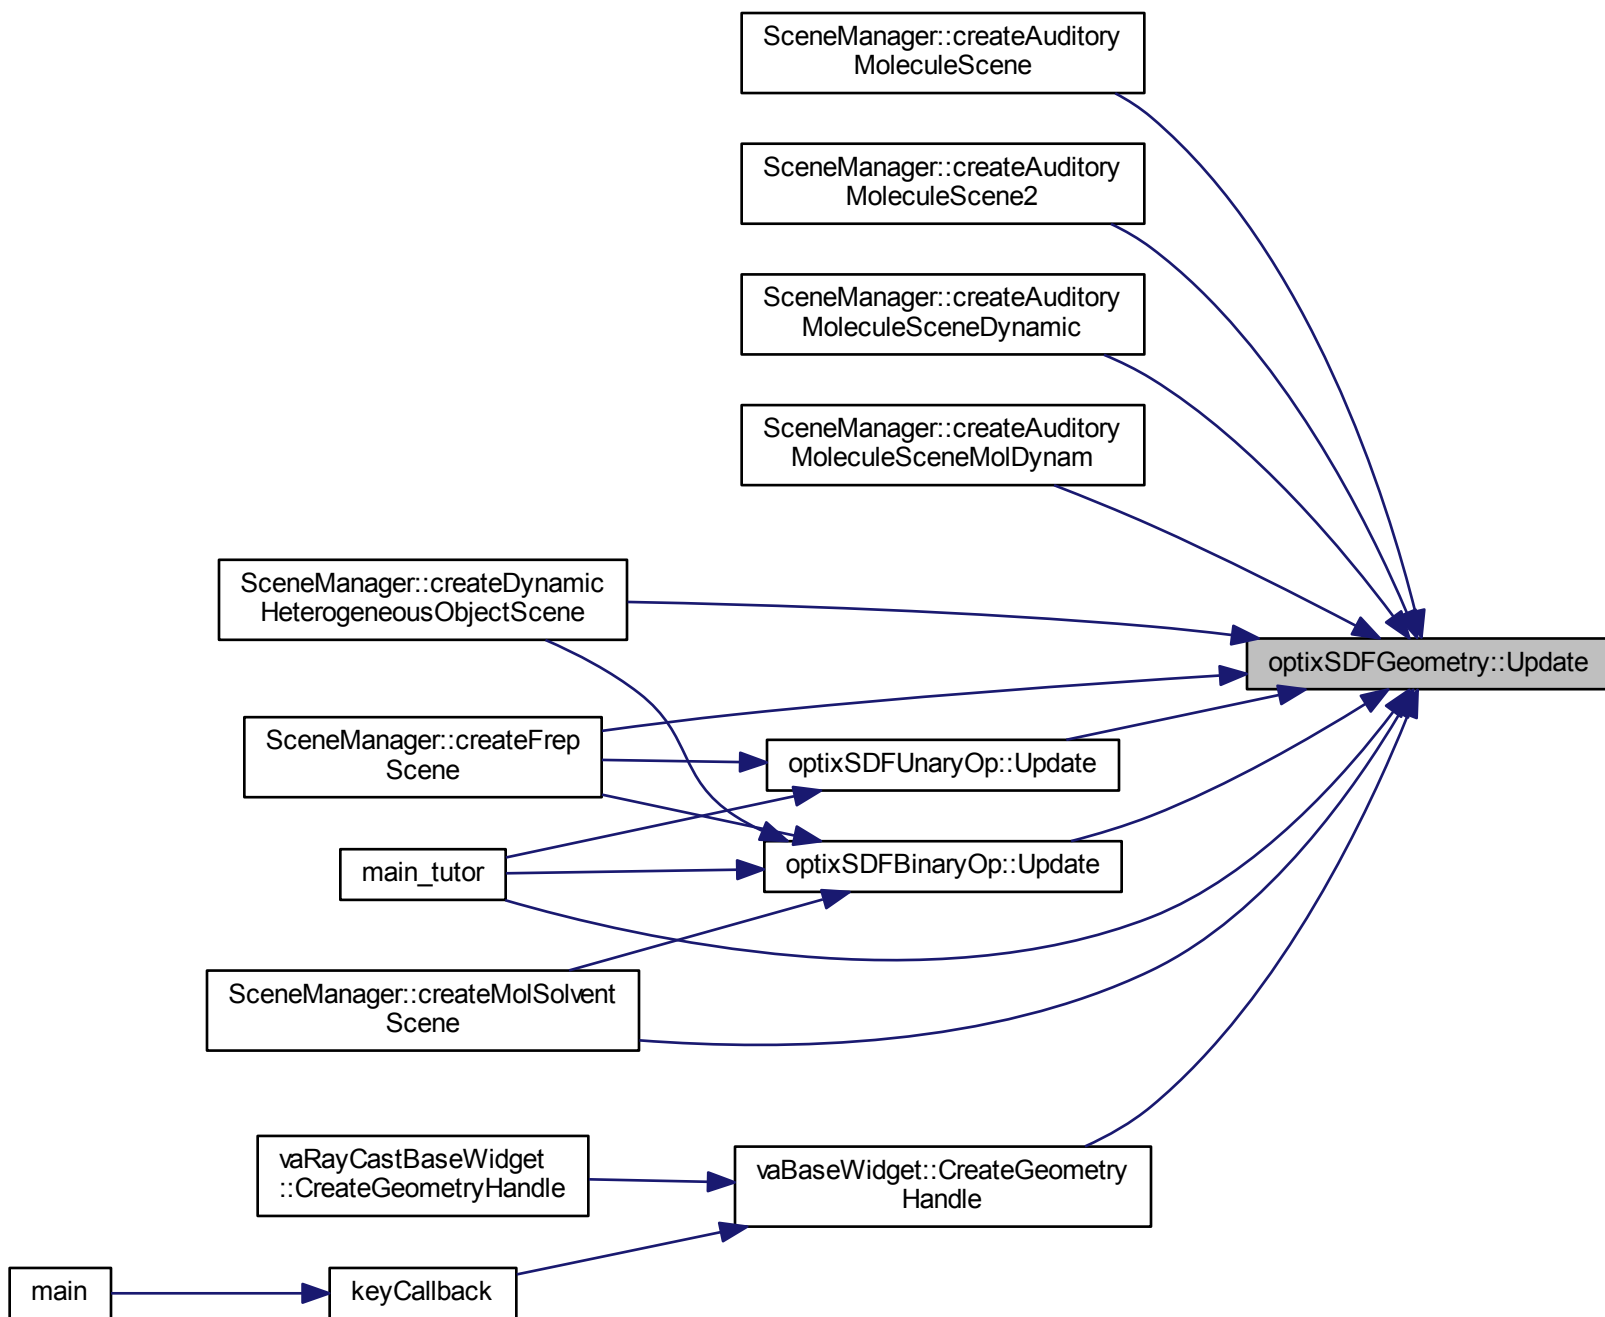 SceneManager::createAuditory
MoleculeScene
SceneManager::createAuditory
MoleculeScene2
SceneManager::createAuditory
MoleculeSceneDynamic
SceneManager::createAuditory
MoleculeSceneMolDynam
SceneManager::createDynamic
HeterogeneousObjectScene
optixSDFGeometry::Update
SceneManager::createFrep
Scene
optixSDFUnaryOp::Update
main_tutor
optixSDFBinaryOp::Update
SceneManager::createMolSolvent
Scene
vaRayCastBaseWidget
::CreateGeometryHandle
vaBaseWidget::CreateGeometry
Handle
main
keyCallback